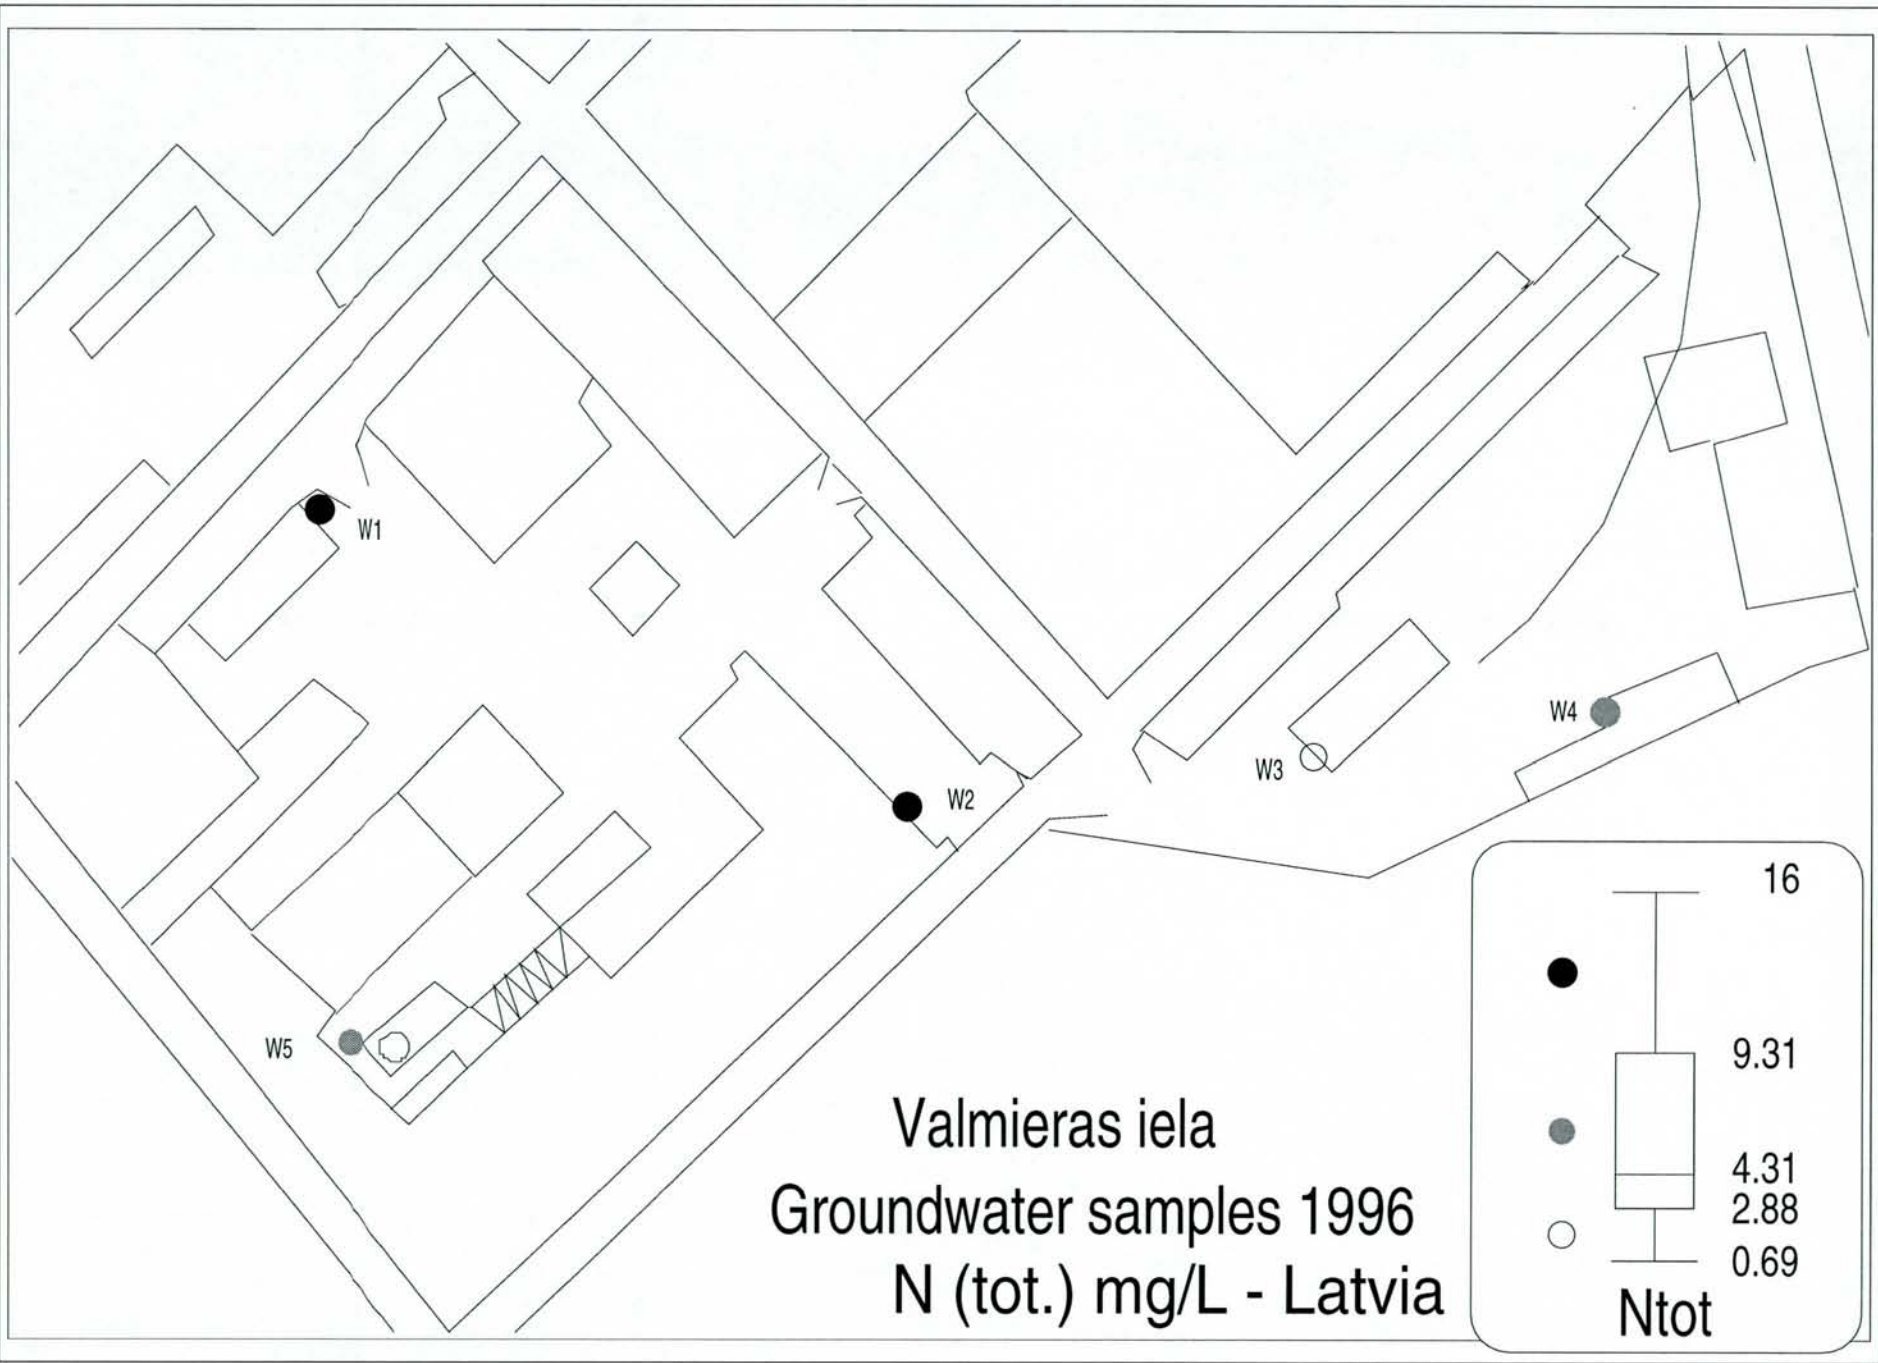 W1
W2
W3
W4
W5
Valmieras iela
Groundwater samples 1996
N (tot.) mg/L - Latvia
16
9.31
4.31
2.88
0.69
Ntot